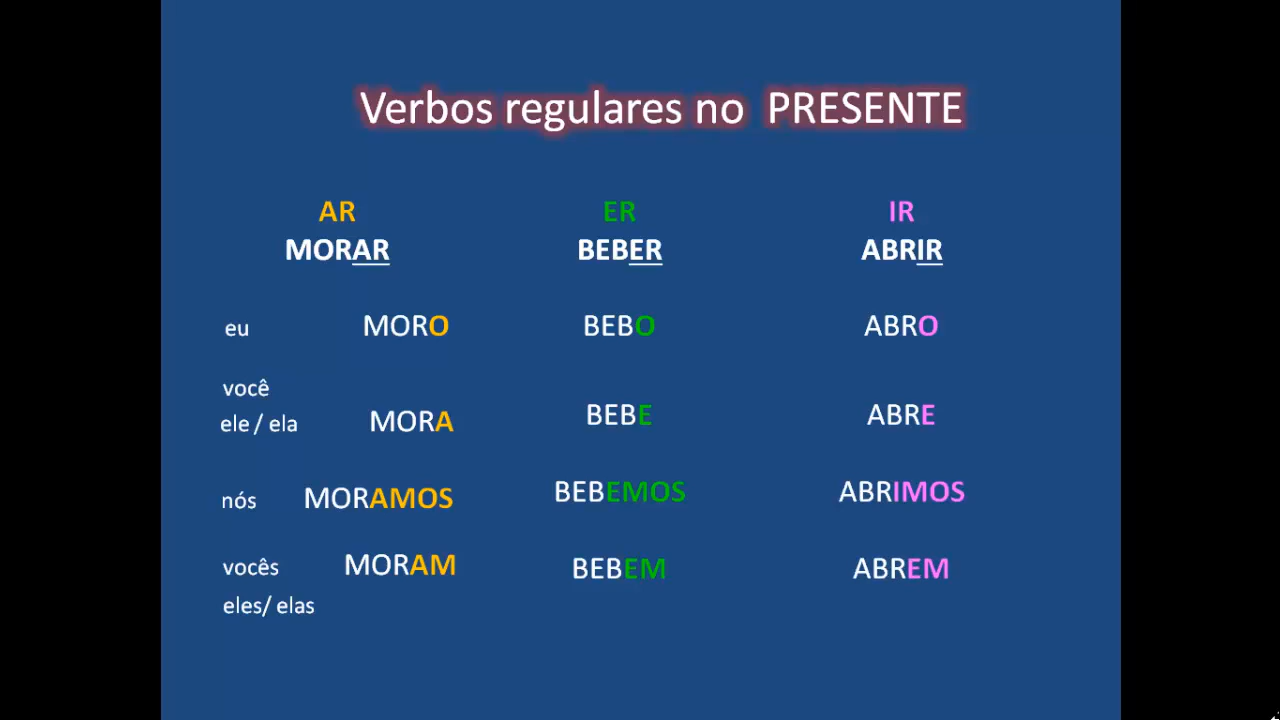 Verbos regulares no PRESENTE
AR ER IR
MORAR BEBER ABRIR
eu MORO BEBO ABRO
você
ele / ela MORA BEBE ABRE
nós MORAMOS BEBEMOS ABRIMOS
vocês MORAM BEBEM ABREM
eles/ elas